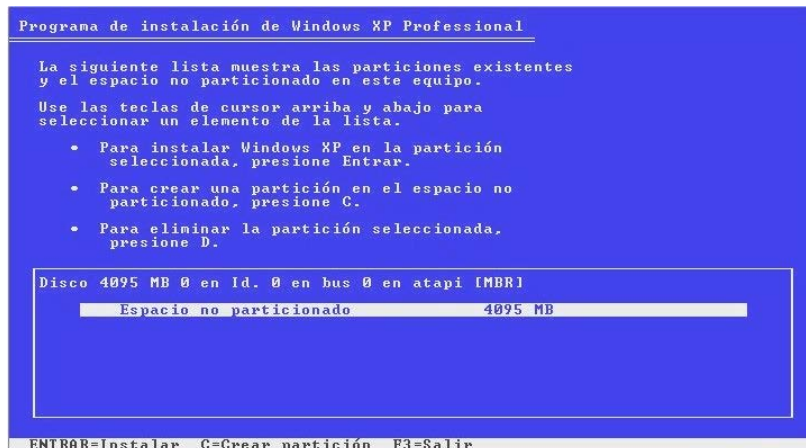 Programa de instalación de Windows XP Professional
La siguiente lista muestra las particiones existentes
y el espacio no particionado en este equipo.
Use las teclas de cursor arriba y abajo para
seleccionar un elemento de la lista.
• Para instalar Windows XP en la partición
seleccionada, presione Entrar.
• Para crear una partición en el espacio no
particionado, presione C.
• Para eliminar la partición seleccionada,
presione D.
Disco 4095 MB 0 en Id. 0 en bus 0 en atapi [MBR]
Espacio no particionado 4095 MB
ENTRAR=Instalar C=Crear partición F3=Salir